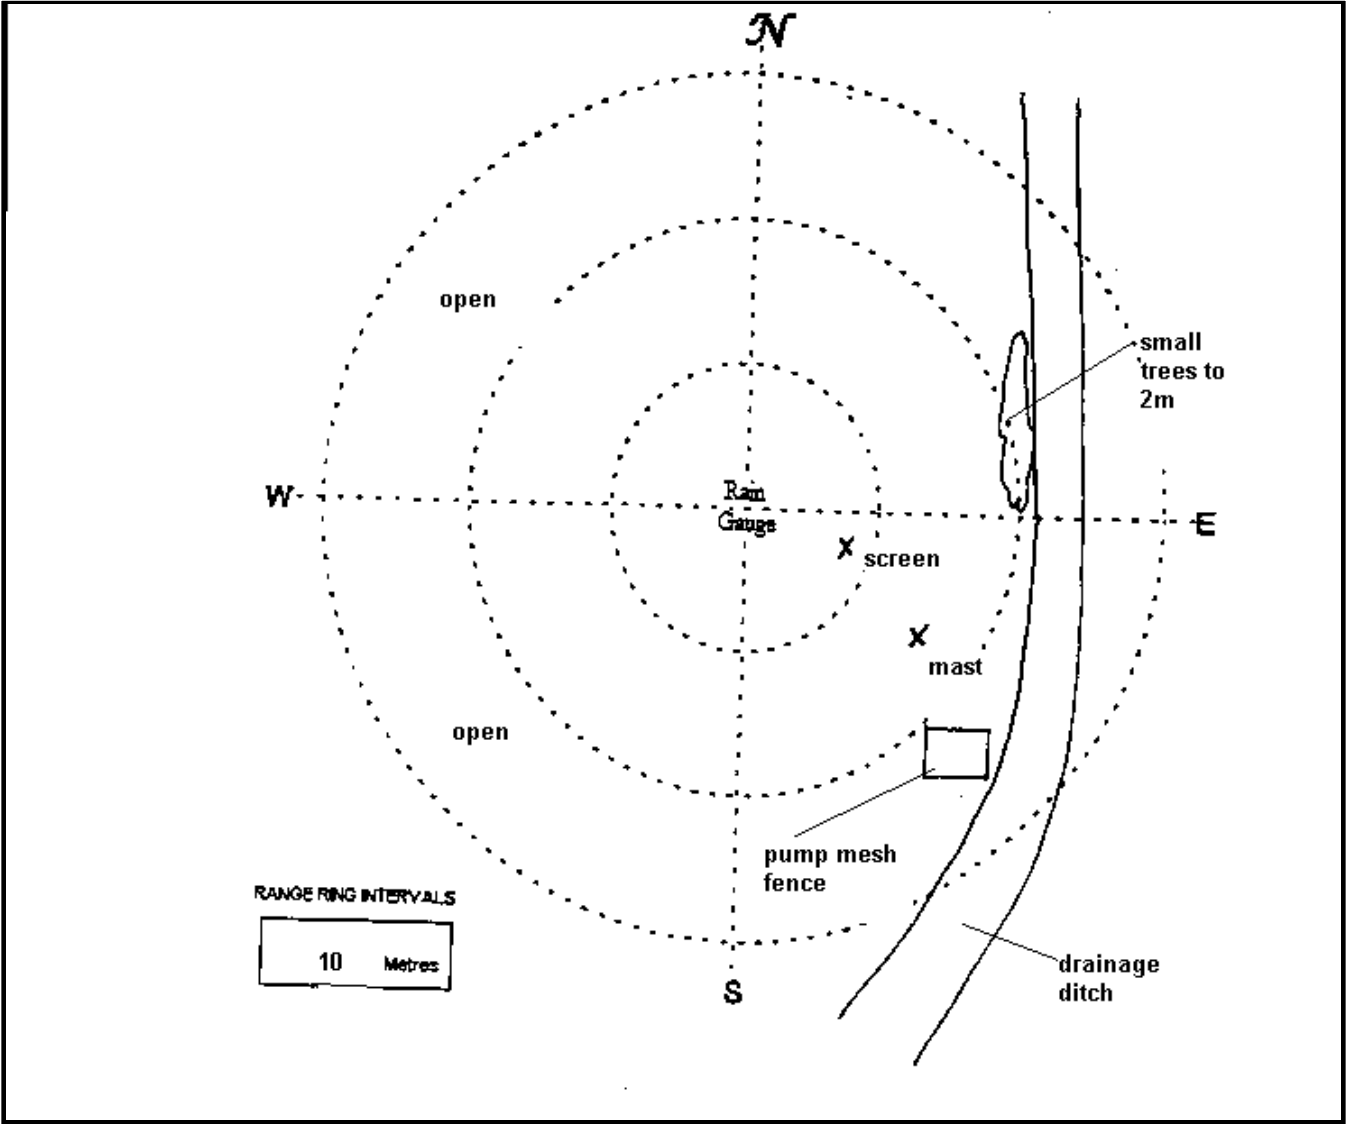 N
open
small
trees to
2m
W
Rain
Gauge
E
screen
mast
open
pump mesh
fence
RANGE RING INTERVALS
10 Metres
drainage
ditch
S